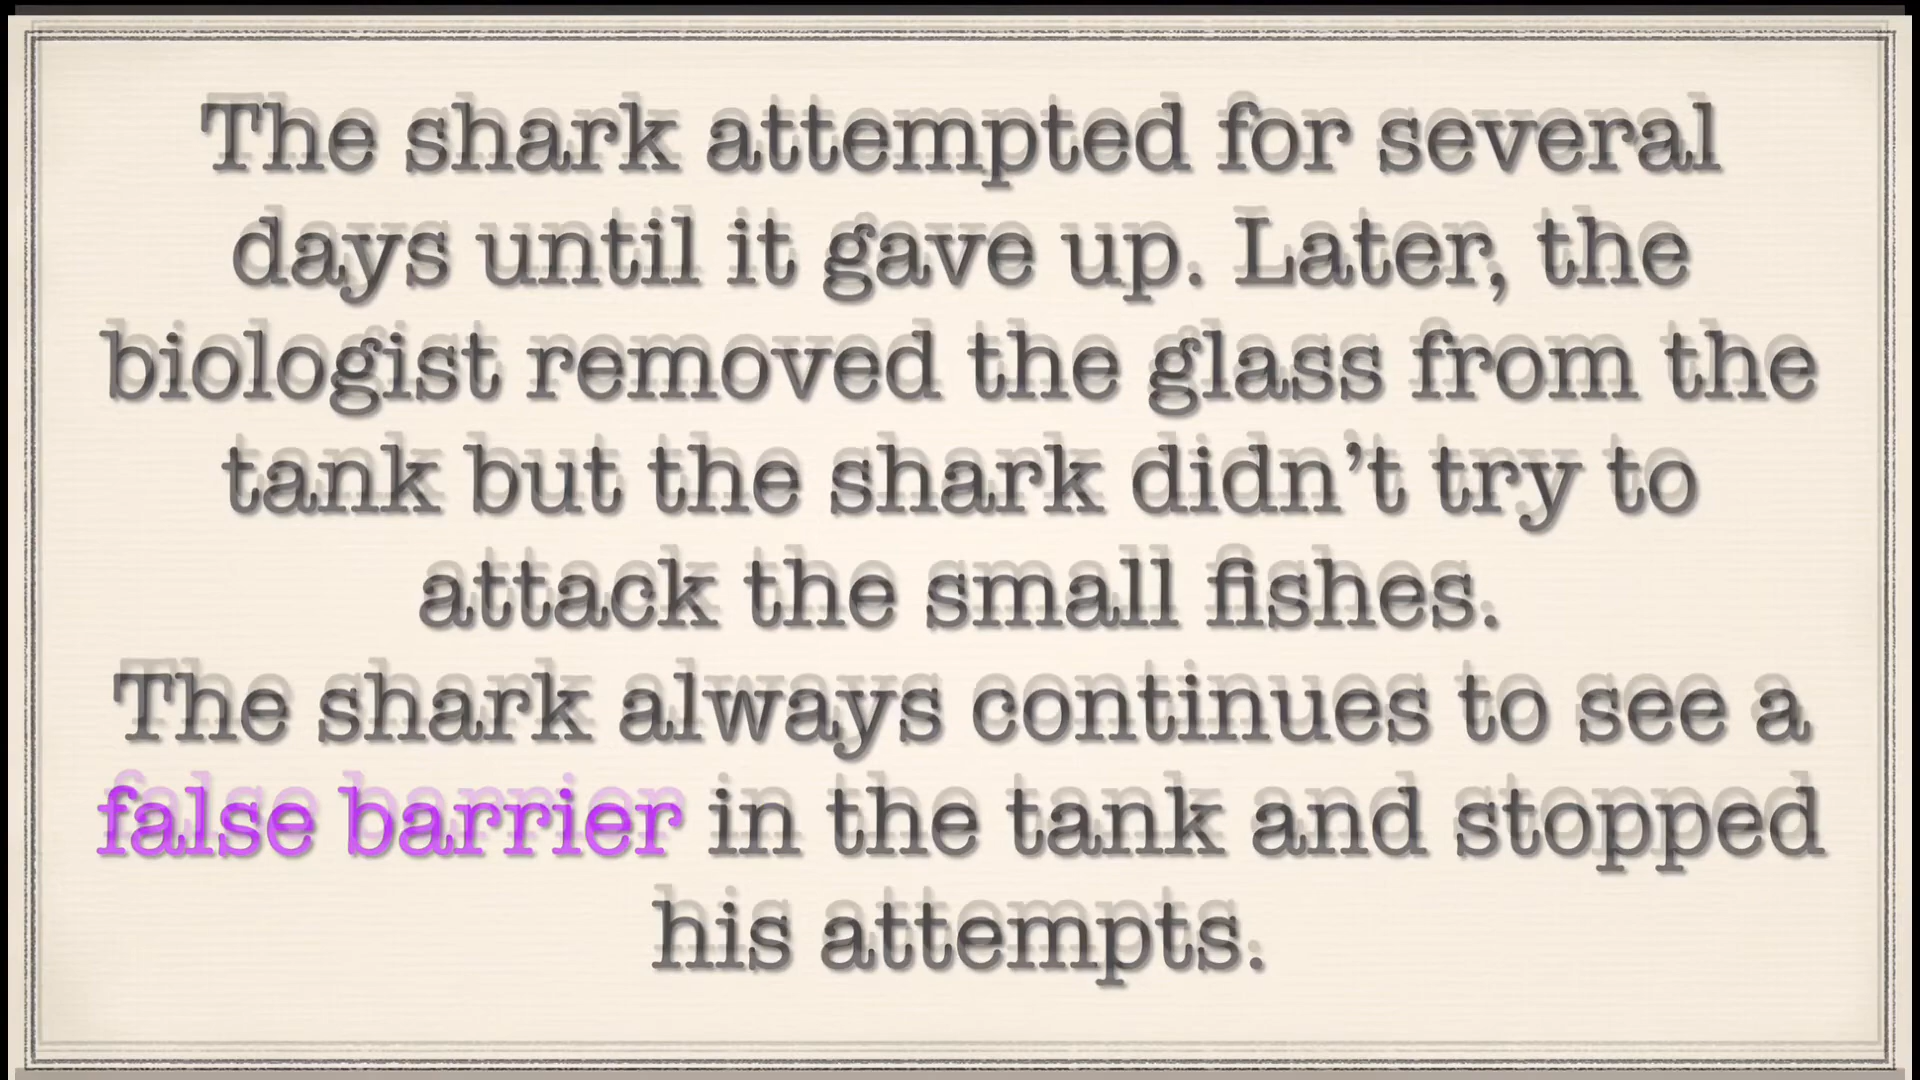 The shark attempted for several
days until it gave up. Later, the
biologist removed the glass from the
tank but the shark didn’t try to
attack the small fishes.
The shark always continues to see a
false barrier in the tank and stopped
his attempts.